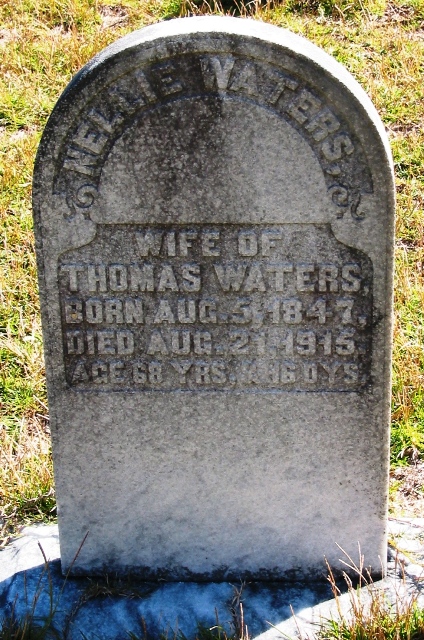 NELLIE WATERS,
WIFE OF
THOMAS WATERS,
BORN AUG. 5, 1847,
DIED AUG. 21, 1915.
AGE 68 YRS, & 16 DYS.